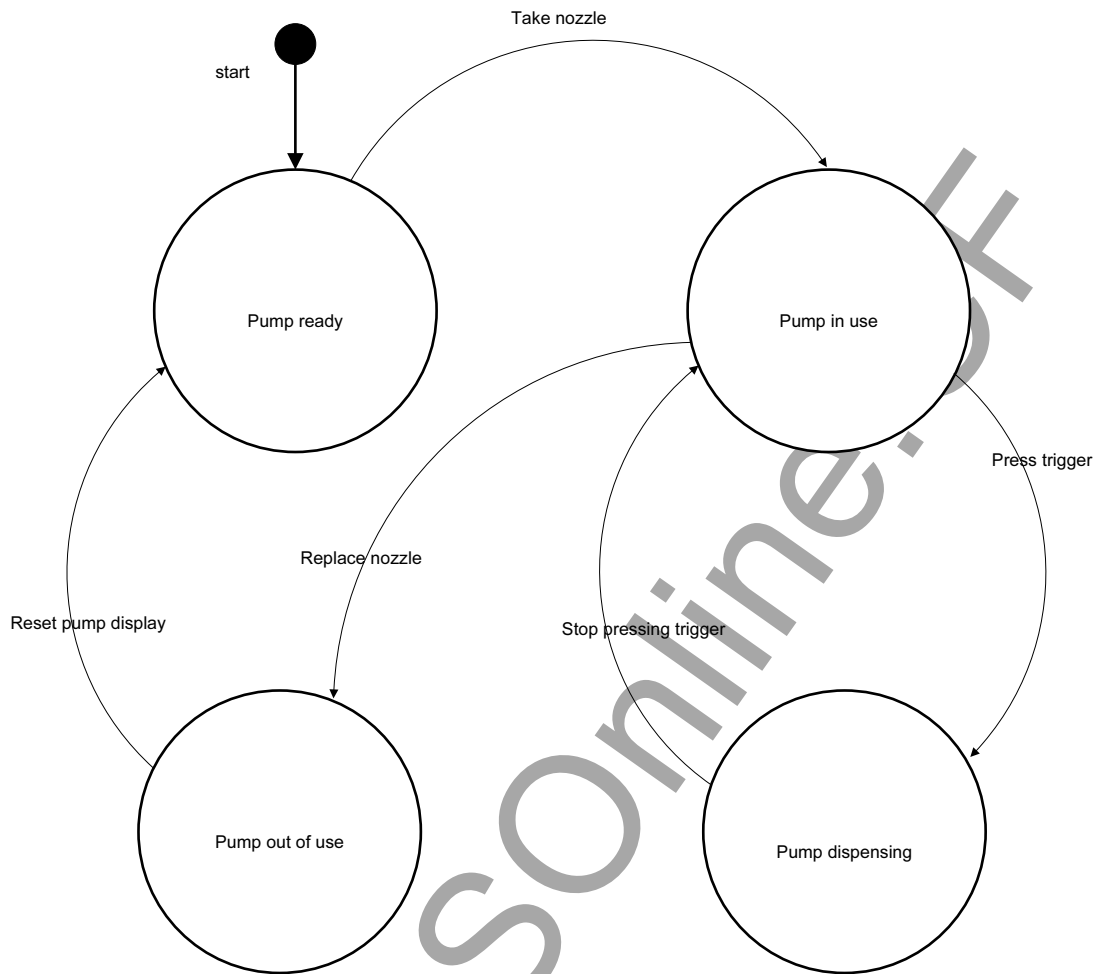 Take nozzle
start
Pump ready
Pump in use
Press trigger
Replace nozzle
Reset pump display
Stop pressing trigger
Pump out of use
Pump dispensing